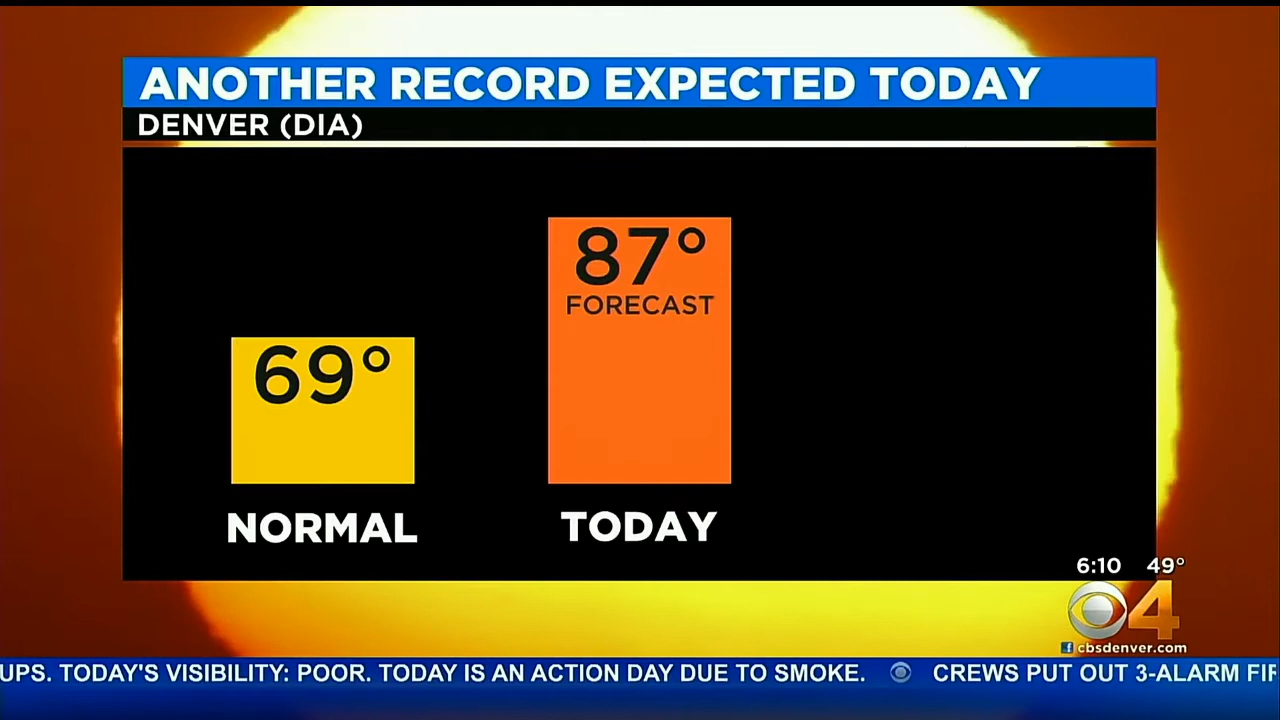 ANOTHER RECORD EXPECTED TODAY
DENVER (DIA)
87°
FORECAST
69°
NORMAL
TODAY
6:10 49°
4
cbsdenver.com
UPS. TODAY'S VISIBILITY: POOR. TODAY IS AN ACTION DAY DUE TO SMOKE. CREWS PUT OUT 3-ALARM